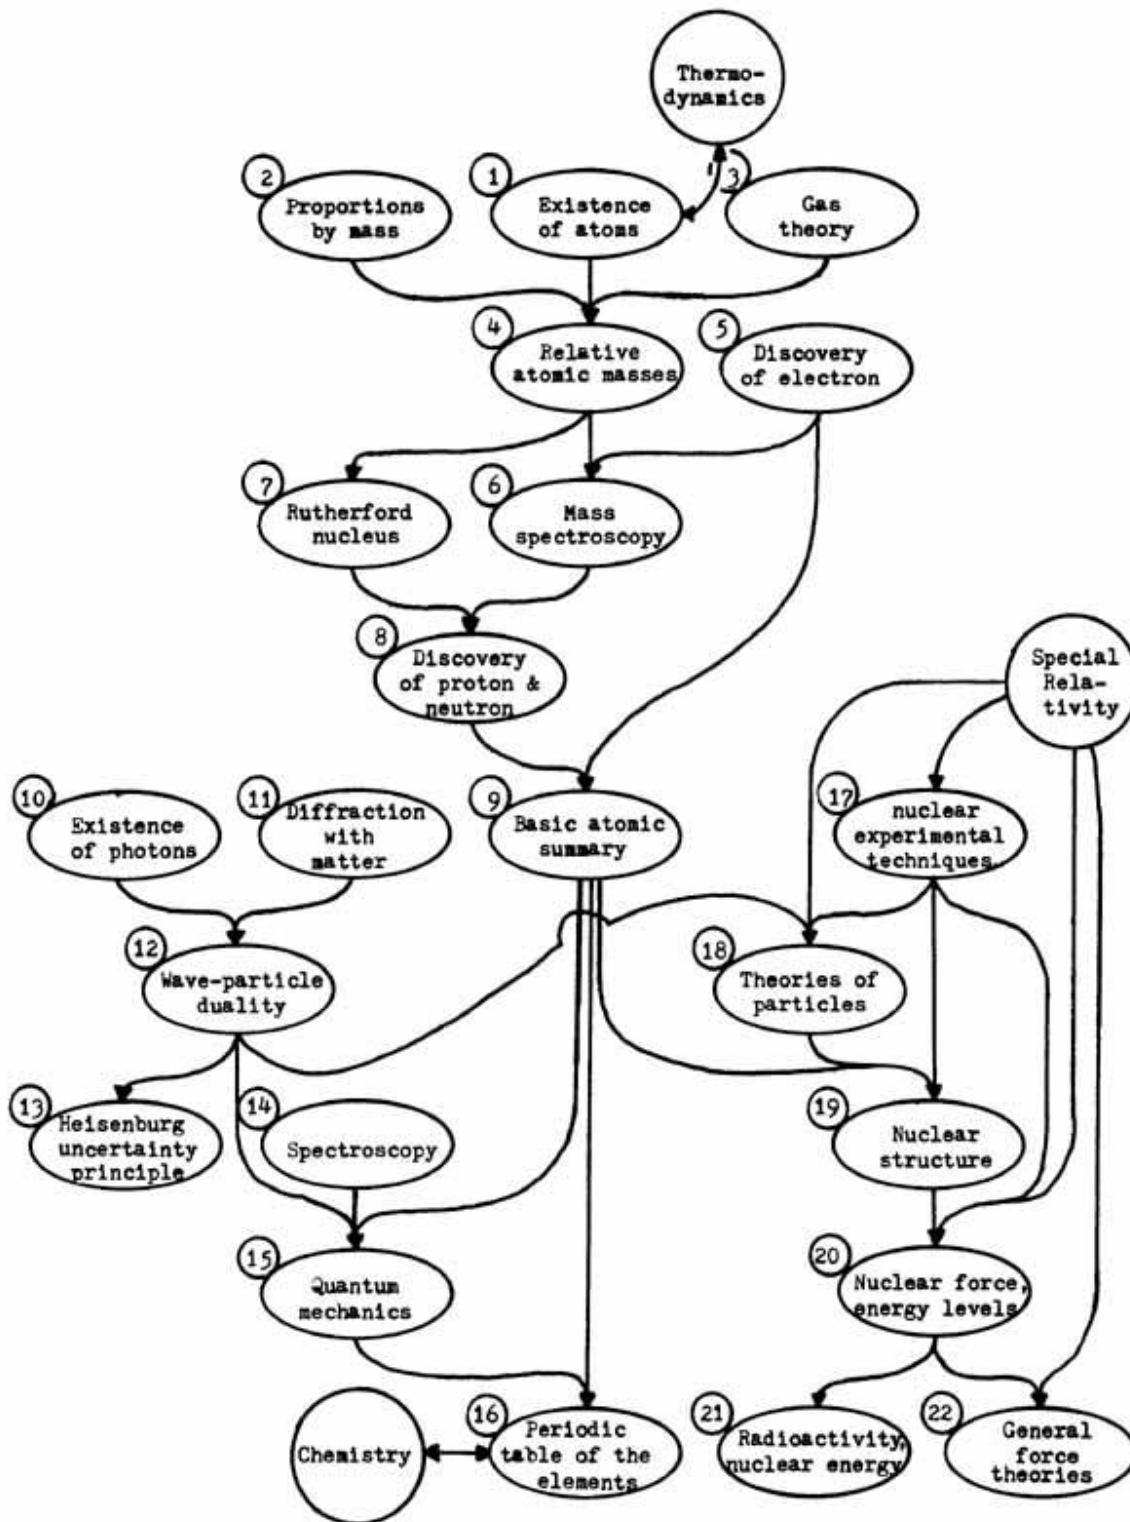 Thermo-
dynamics
2
Proportions
by mass
1
Existence
of atoms
3
Gas
theory
4
Relative
atomic masses
5
Discovery
of electron
7
Rutherford
nucleus
6
Mass
spectroscopy
8
Discovery
of proton &
neutron
Special
Rela-
tivity
10
Existence
of photons
11
Diffraction
with
matter
9
Basic atomic
summary
17
nuclear
experimental
techniques
12
Wave-particle
duality
18
Theories of
particles
13
Heisenburg
uncertainty
principle
14
Spectroscopy
19
Nuclear
structure
15
Quantum
mechanics
20
Nuclear force,
energy levels
Chemistry
16
Periodic
table of the
elements
21
Radioactivity,
nuclear energy
22
General
force
theories